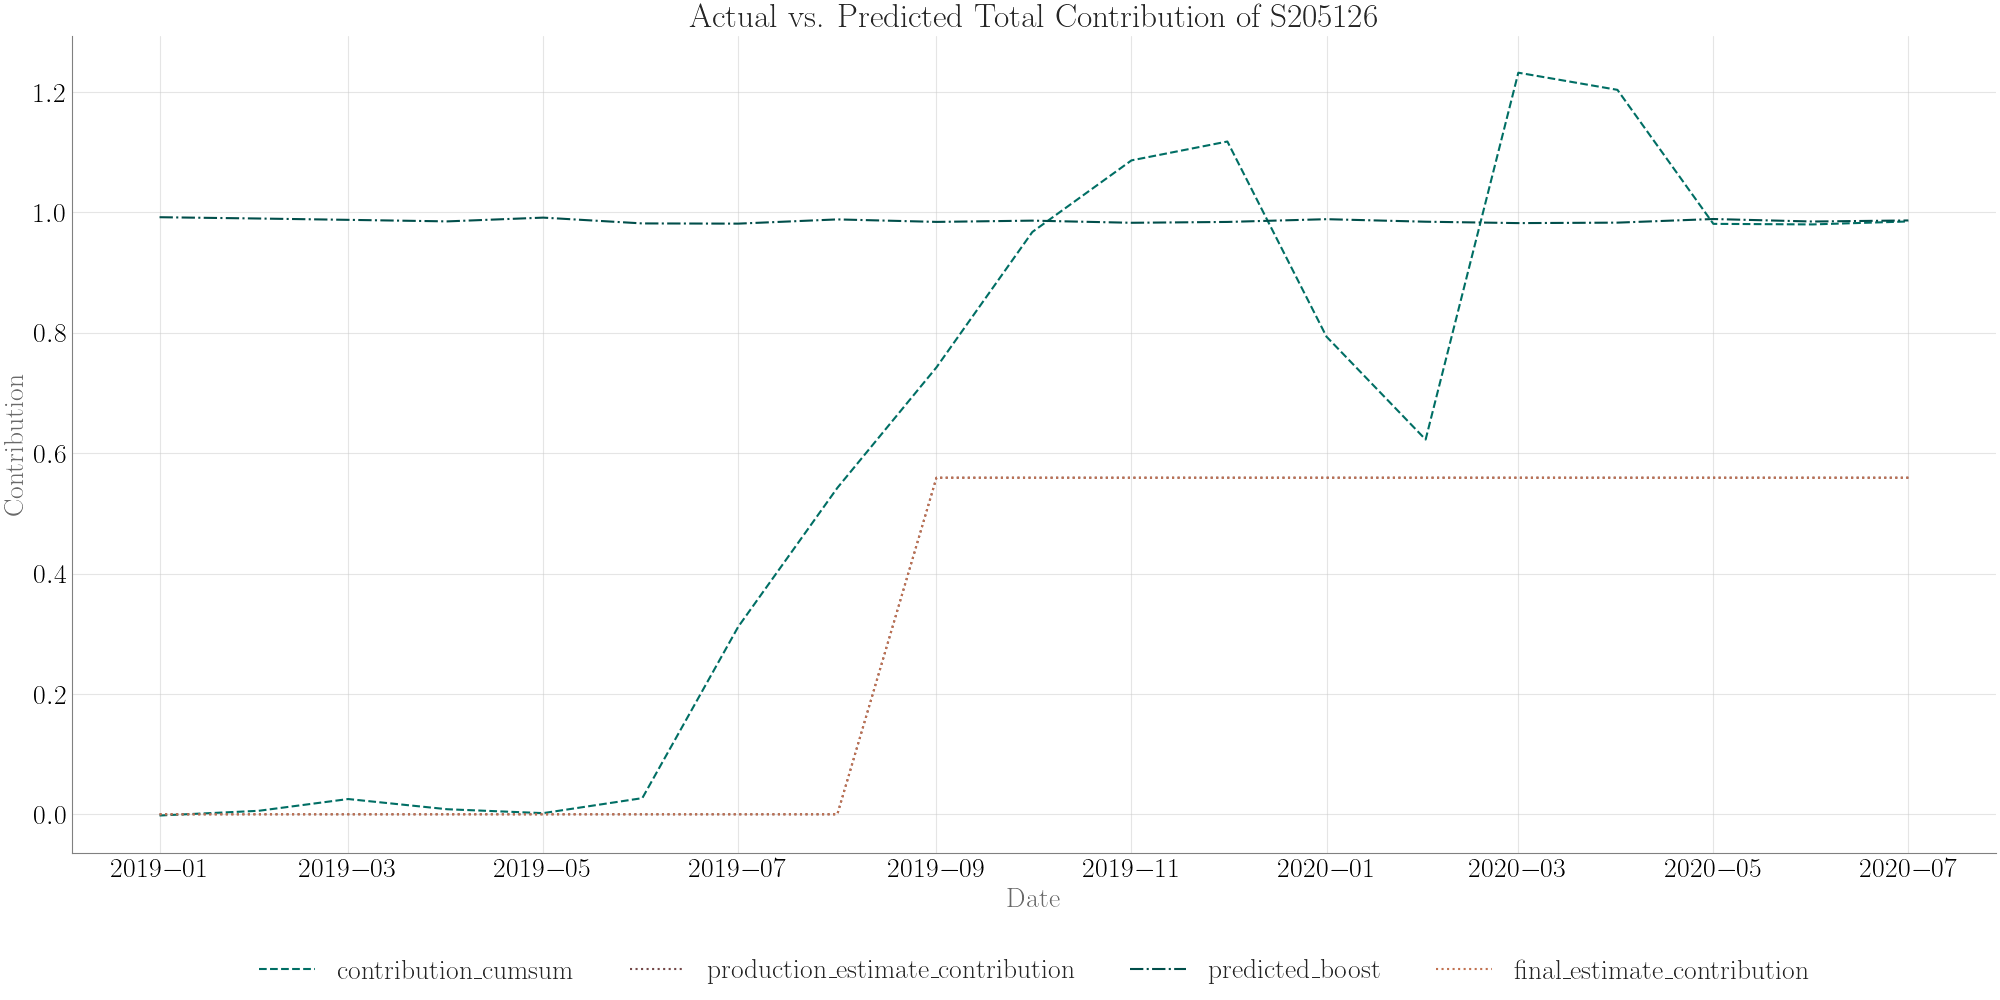 Actual vs. Predicted Total Contribution of S205126
1.2
1.0
0.8
0.6
0.4
0.2
0.0
Contribution
2019–01 2019–03 2019–05 2019–07 2019–09 2019–11 2020–01 2020–03 2020–05 2020–07
Date
contribution_cumsum production_estimate_contribution predicted_boost final_estimate_contribution